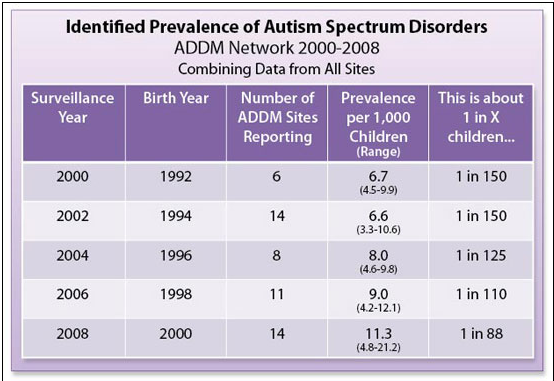 Identified Prevalence of Autism Spectrum Disorders
ADDM Network 2000-2008
Combining Data from All Sites
Surveillance Year Birth Year Number of ADDM Sites Reporting Prevalence per 1,000 Children (Range) This is about 1 in X children...
2000 1992 6 6.7 (4.5-9.9) 1 in 150
2002 1994 14 6.6 (3.3-10.6) 1 in 150
2004 1996 8 8.0 (4.6-9.8) 1 in 125
2006 1998 11 9.0 (4.2-12.1) 1 in 110
2008 2000 14 11.3 (4.8-21.2) 1 in 88